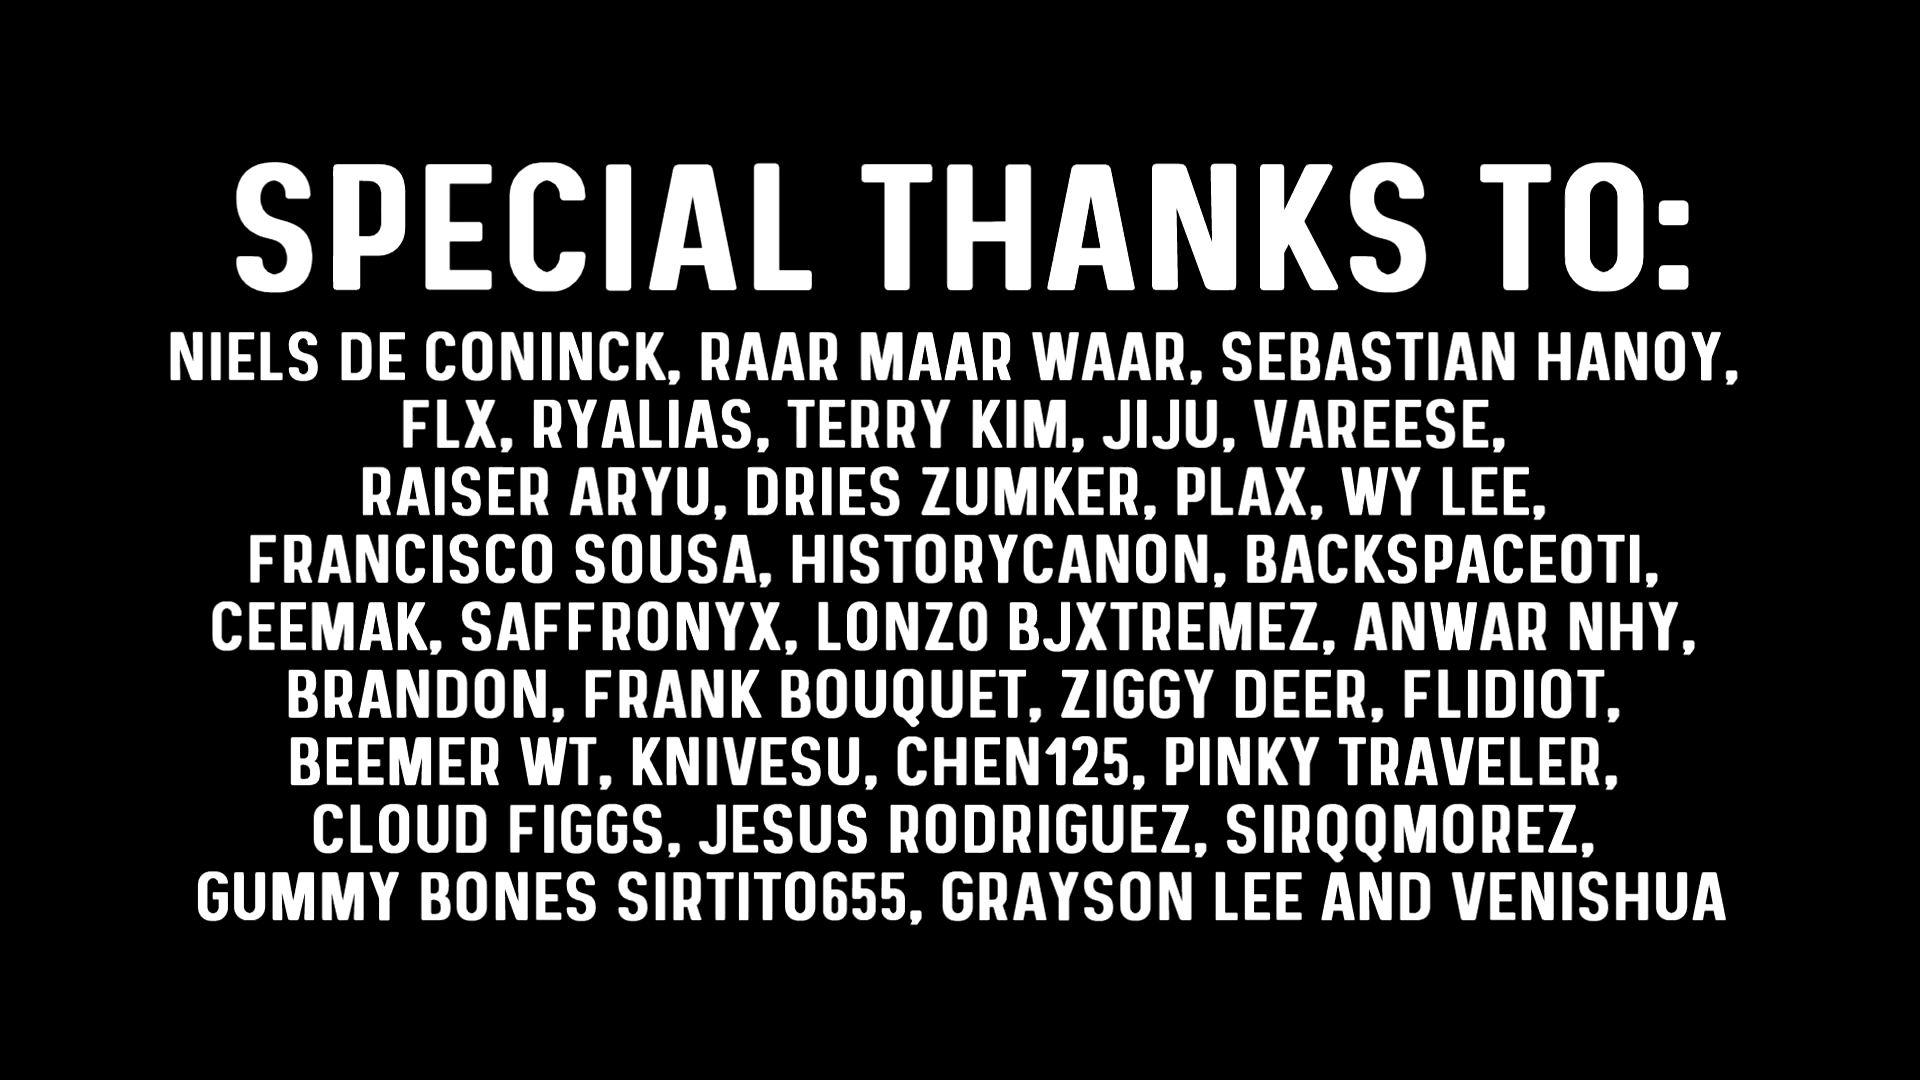 SPECIAL THANKS TO:
NIELS DE CONINCK, RAAR MAAR WAAR, SEBASTIAN HANOY,
FLX, RYALIAS, TERRY KIM, JIJU, VAREESE,
RAISER ARYU, DRIES ZUMKER, PLAX, WY LEE,
FRANCISCO SOUSA, HISTORYCANON, BACKSPACEOTI,
CEEMAK, SAFFRONYX, LONZO BJXTREMEZ, ANWAR NHY,
BRANDON, FRANK BOUQUET, ZIGGY DEER, FLIDIOT,
BEEMER WT, KNIVESU, CHEN125, PINKY TRAVELER,
CLOUD FIGGS, JESUS RODRIGUEZ, SIRQQMOREZ,
GUMMY BONES SIRTITO655, GRAYSON LEE AND VENISHUA